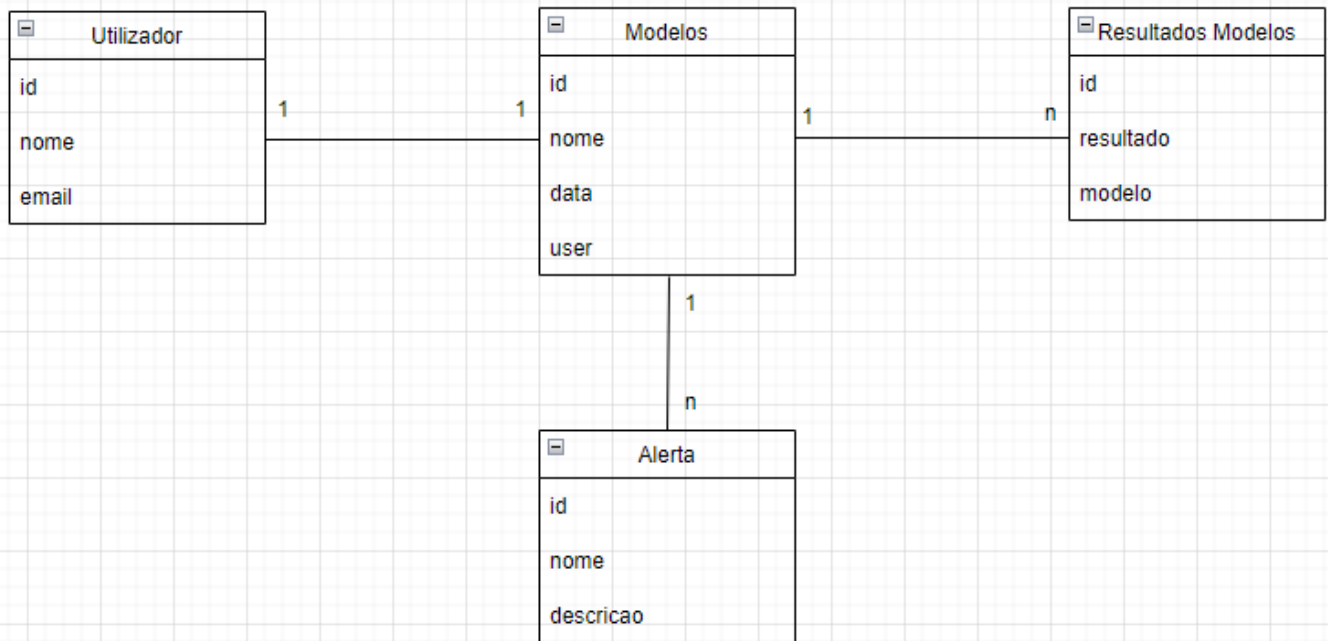 Utilizador
id
nome
email
1
1
Modelos
id
nome
data
user
1
n
Resultados Modelos
id
resultado
modelo
1
n
Alerta
id
nome
descricao